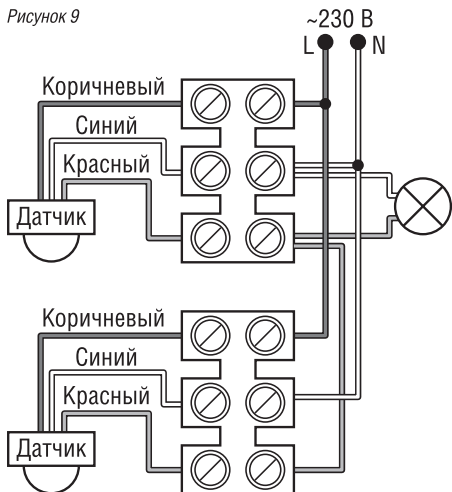 Рисунок 9
~230 В
L N
Коричневый
Синий
Красный
Датчик
Коричневый
Синий
Красный
Датчик